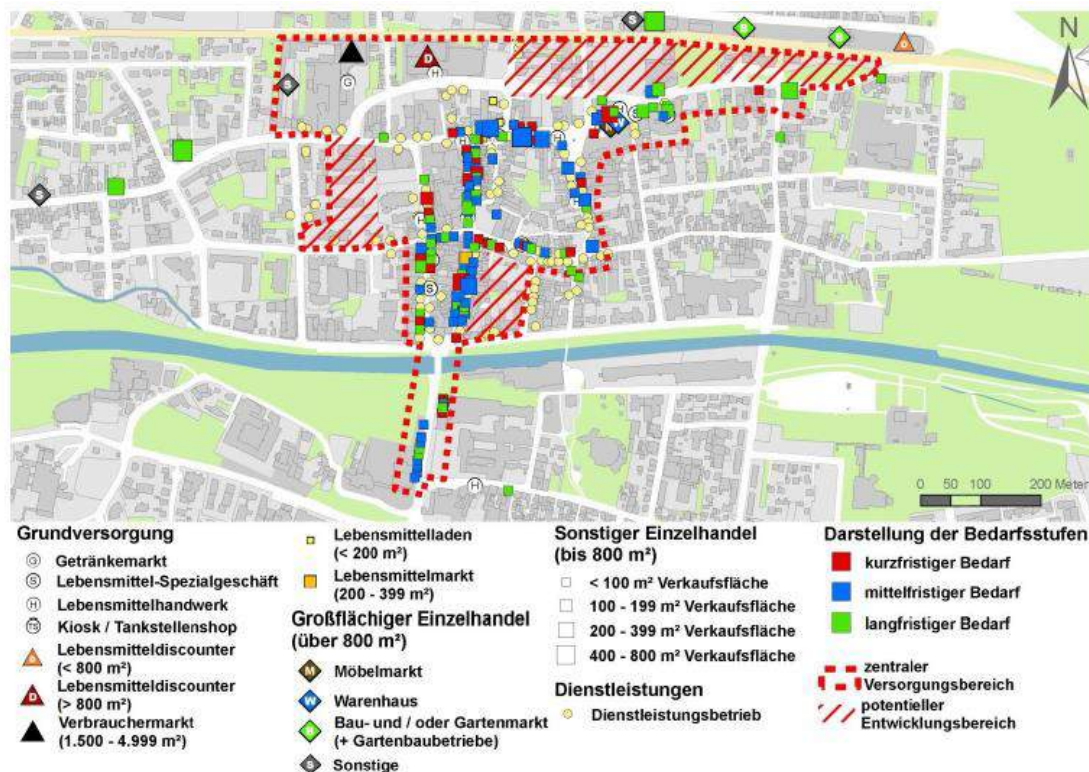 N
0 50 100 200 Meter
Grundversorgung
G Getränkemarkt
S Lebensmittel-Spezialgeschäft
H Lebensmittelhandwerk
TS Kiosk / Tankstellenshop
D Lebensmitteldiscounter
(< 800 m²)
D Lebensmitteldiscounter
(> 800 m²)
Verbrauchermarkt
(1.500 - 4.999 m²)
Lebensmittelladen
(< 200 m²)
Lebensmittelmarkt
(200 - 399 m²)
Großflächiger Einzelhandel
(über 800 m²)
M Möbelmarkt
W Warenhaus
B Bau- und / oder Gartenmarkt
(+ Gartenbaubetriebe)
S Sonstige
Sonstiger Einzelhandel
(bis 800 m²)
< 100 m² Verkaufsfläche
100 - 199 m² Verkaufsfläche
200 - 399 m² Verkaufsfläche
400 - 800 m² Verkaufsfläche
Dienstleistungen
Dienstleistungsbetrieb
Darstellung der Bedarfsstufen
kurzfristiger Bedarf
mittelfristiger Bedarf
langfristiger Bedarf
zentraler
Versorgungsbereich
potentieller
Entwicklungsbereich